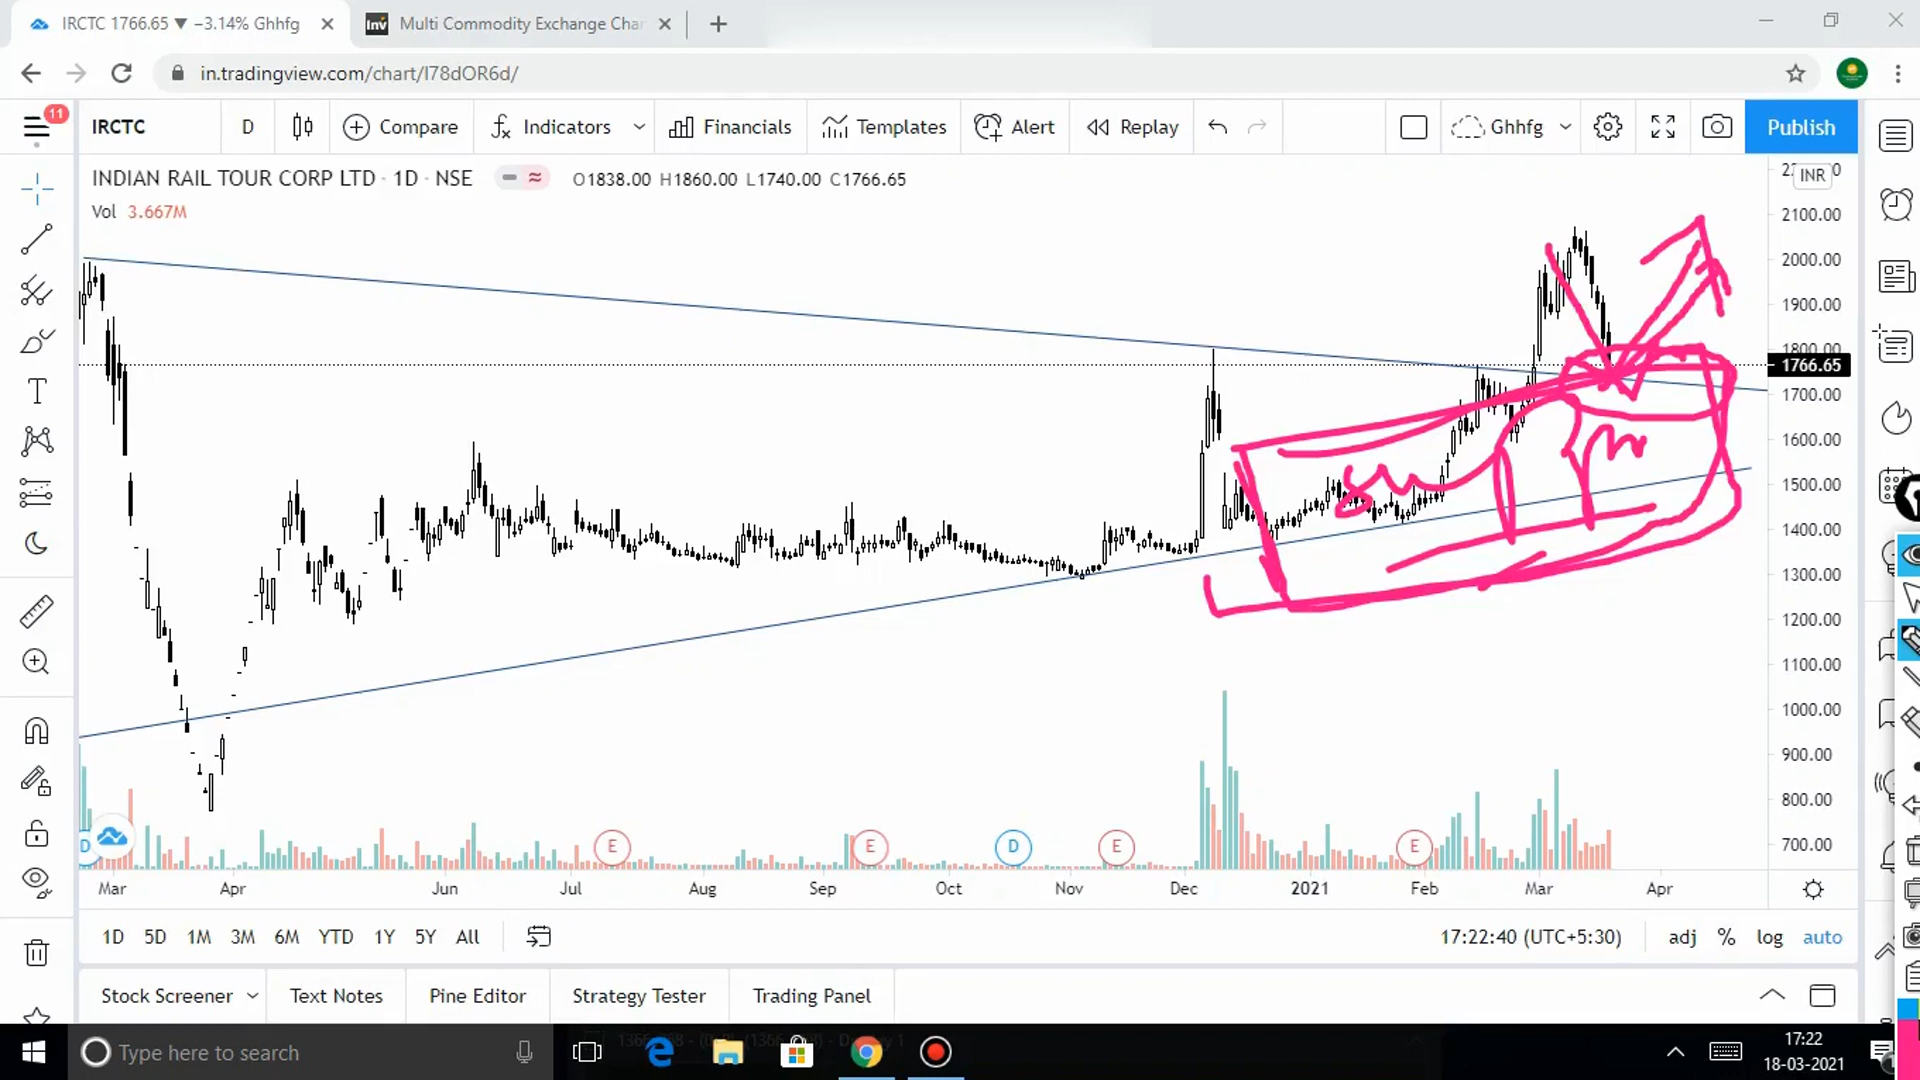 IRCTC 1766.65 ▼ −3.14% Ghhfg
Inv Multi Commodity Exchange Char
in.tradingview.com/chart/I78dOR6d/
11
IRCTC D Compare Indicators Financials Templates Alert Replay Ghhfg Publish
INDIAN RAIL TOUR CORP LTD · 1D · NSE O1838.00 H1860.00 L1740.00 C1766.65
INR
Vol 3.667M
2100.00
2000.00
1900.00
1800.00
1766.65
1700.00
1600.00
1500.00
1400.00
1300.00
1200.00
1100.00
1000.00
900.00
800.00
700.00
D E E D E E
Mar Apr Jun Jul Aug Sep Oct Nov Dec 2021 Feb Mar Apr
1D 5D 1M 3M 6M YTD 1Y 5Y All 17:22:40 (UTC+5:30) adj % log auto
Stock Screener Text Notes Pine Editor Strategy Tester Trading Panel
Type here to search
17:22
18-03-2021